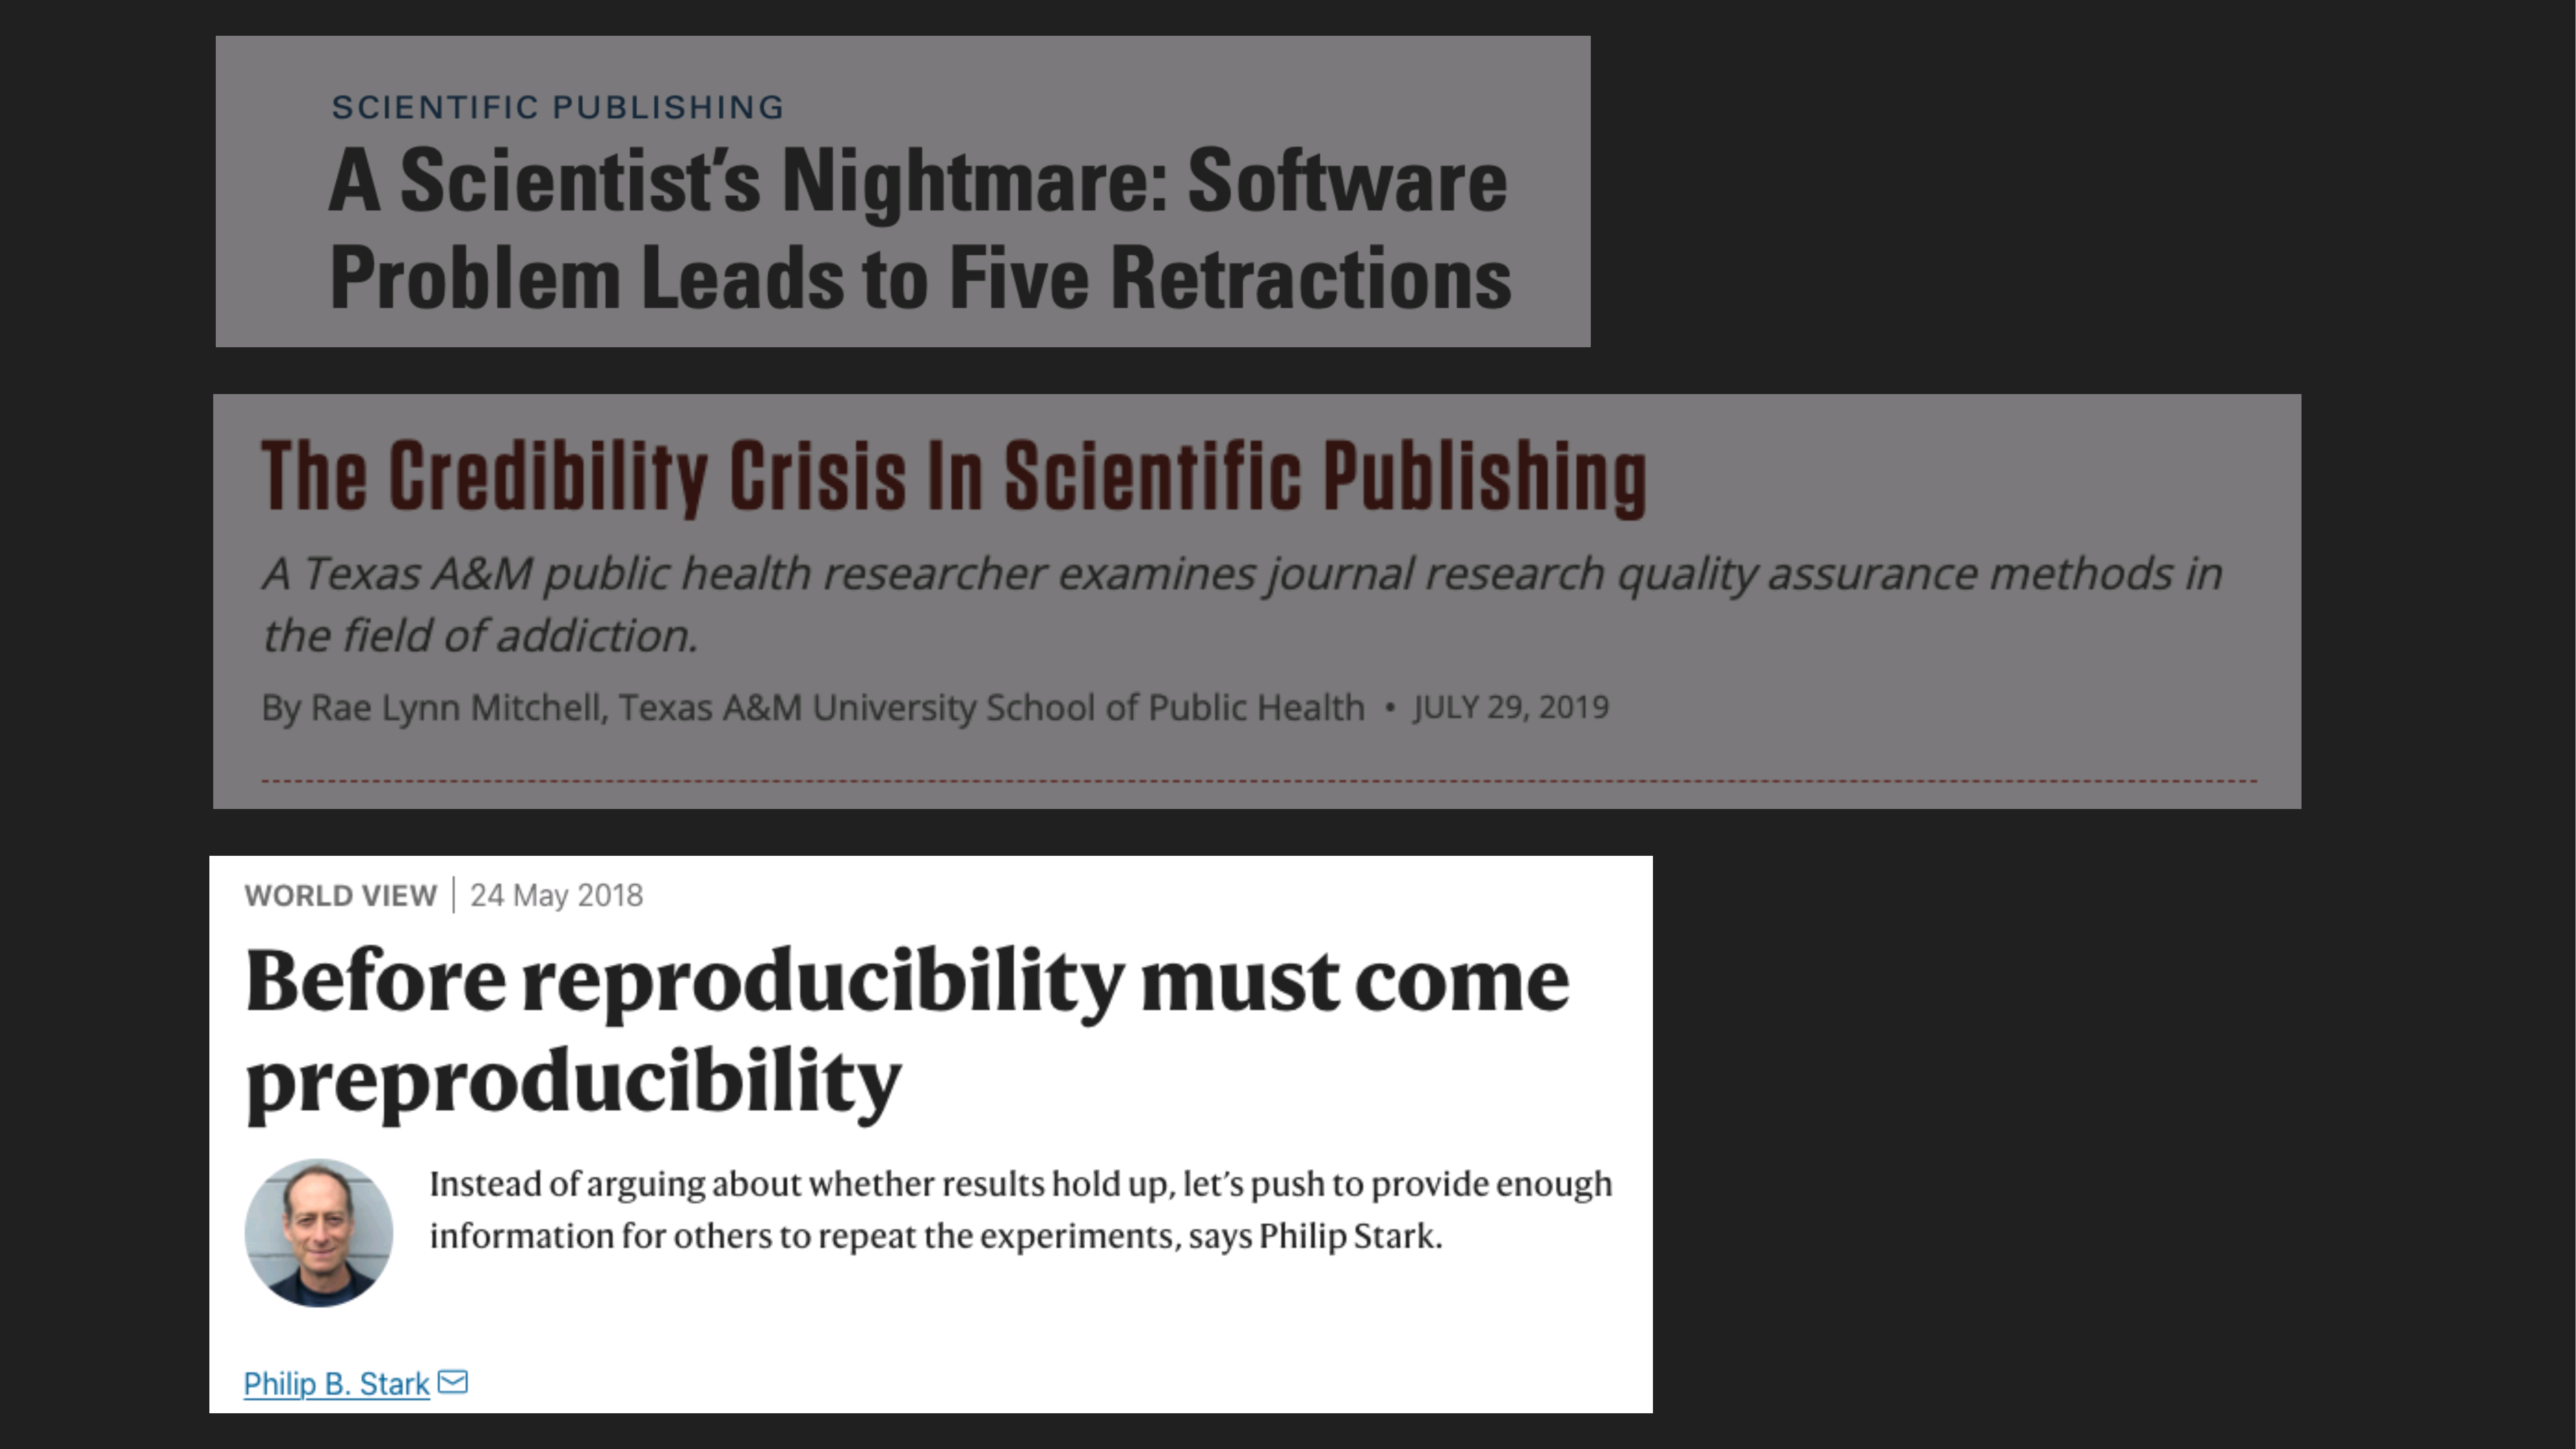 SCIENTIFIC PUBLISHING
A Scientist’s Nightmare: Software
Problem Leads to Five Retractions
The Credibility Crisis In Scientific Publishing
A Texas A&M public health researcher examines journal research quality assurance methods in
the field of addiction.
By Rae Lynn Mitchell, Texas A&M University School of Public Health • JULY 29, 2019
WORLD VIEW | 24 May 2018
Before reproducibility must come
preproducibility
Instead of arguing about whether results hold up, let’s push to provide enough
information for others to repeat the experiments, says Philip Stark.
Philip B. Stark